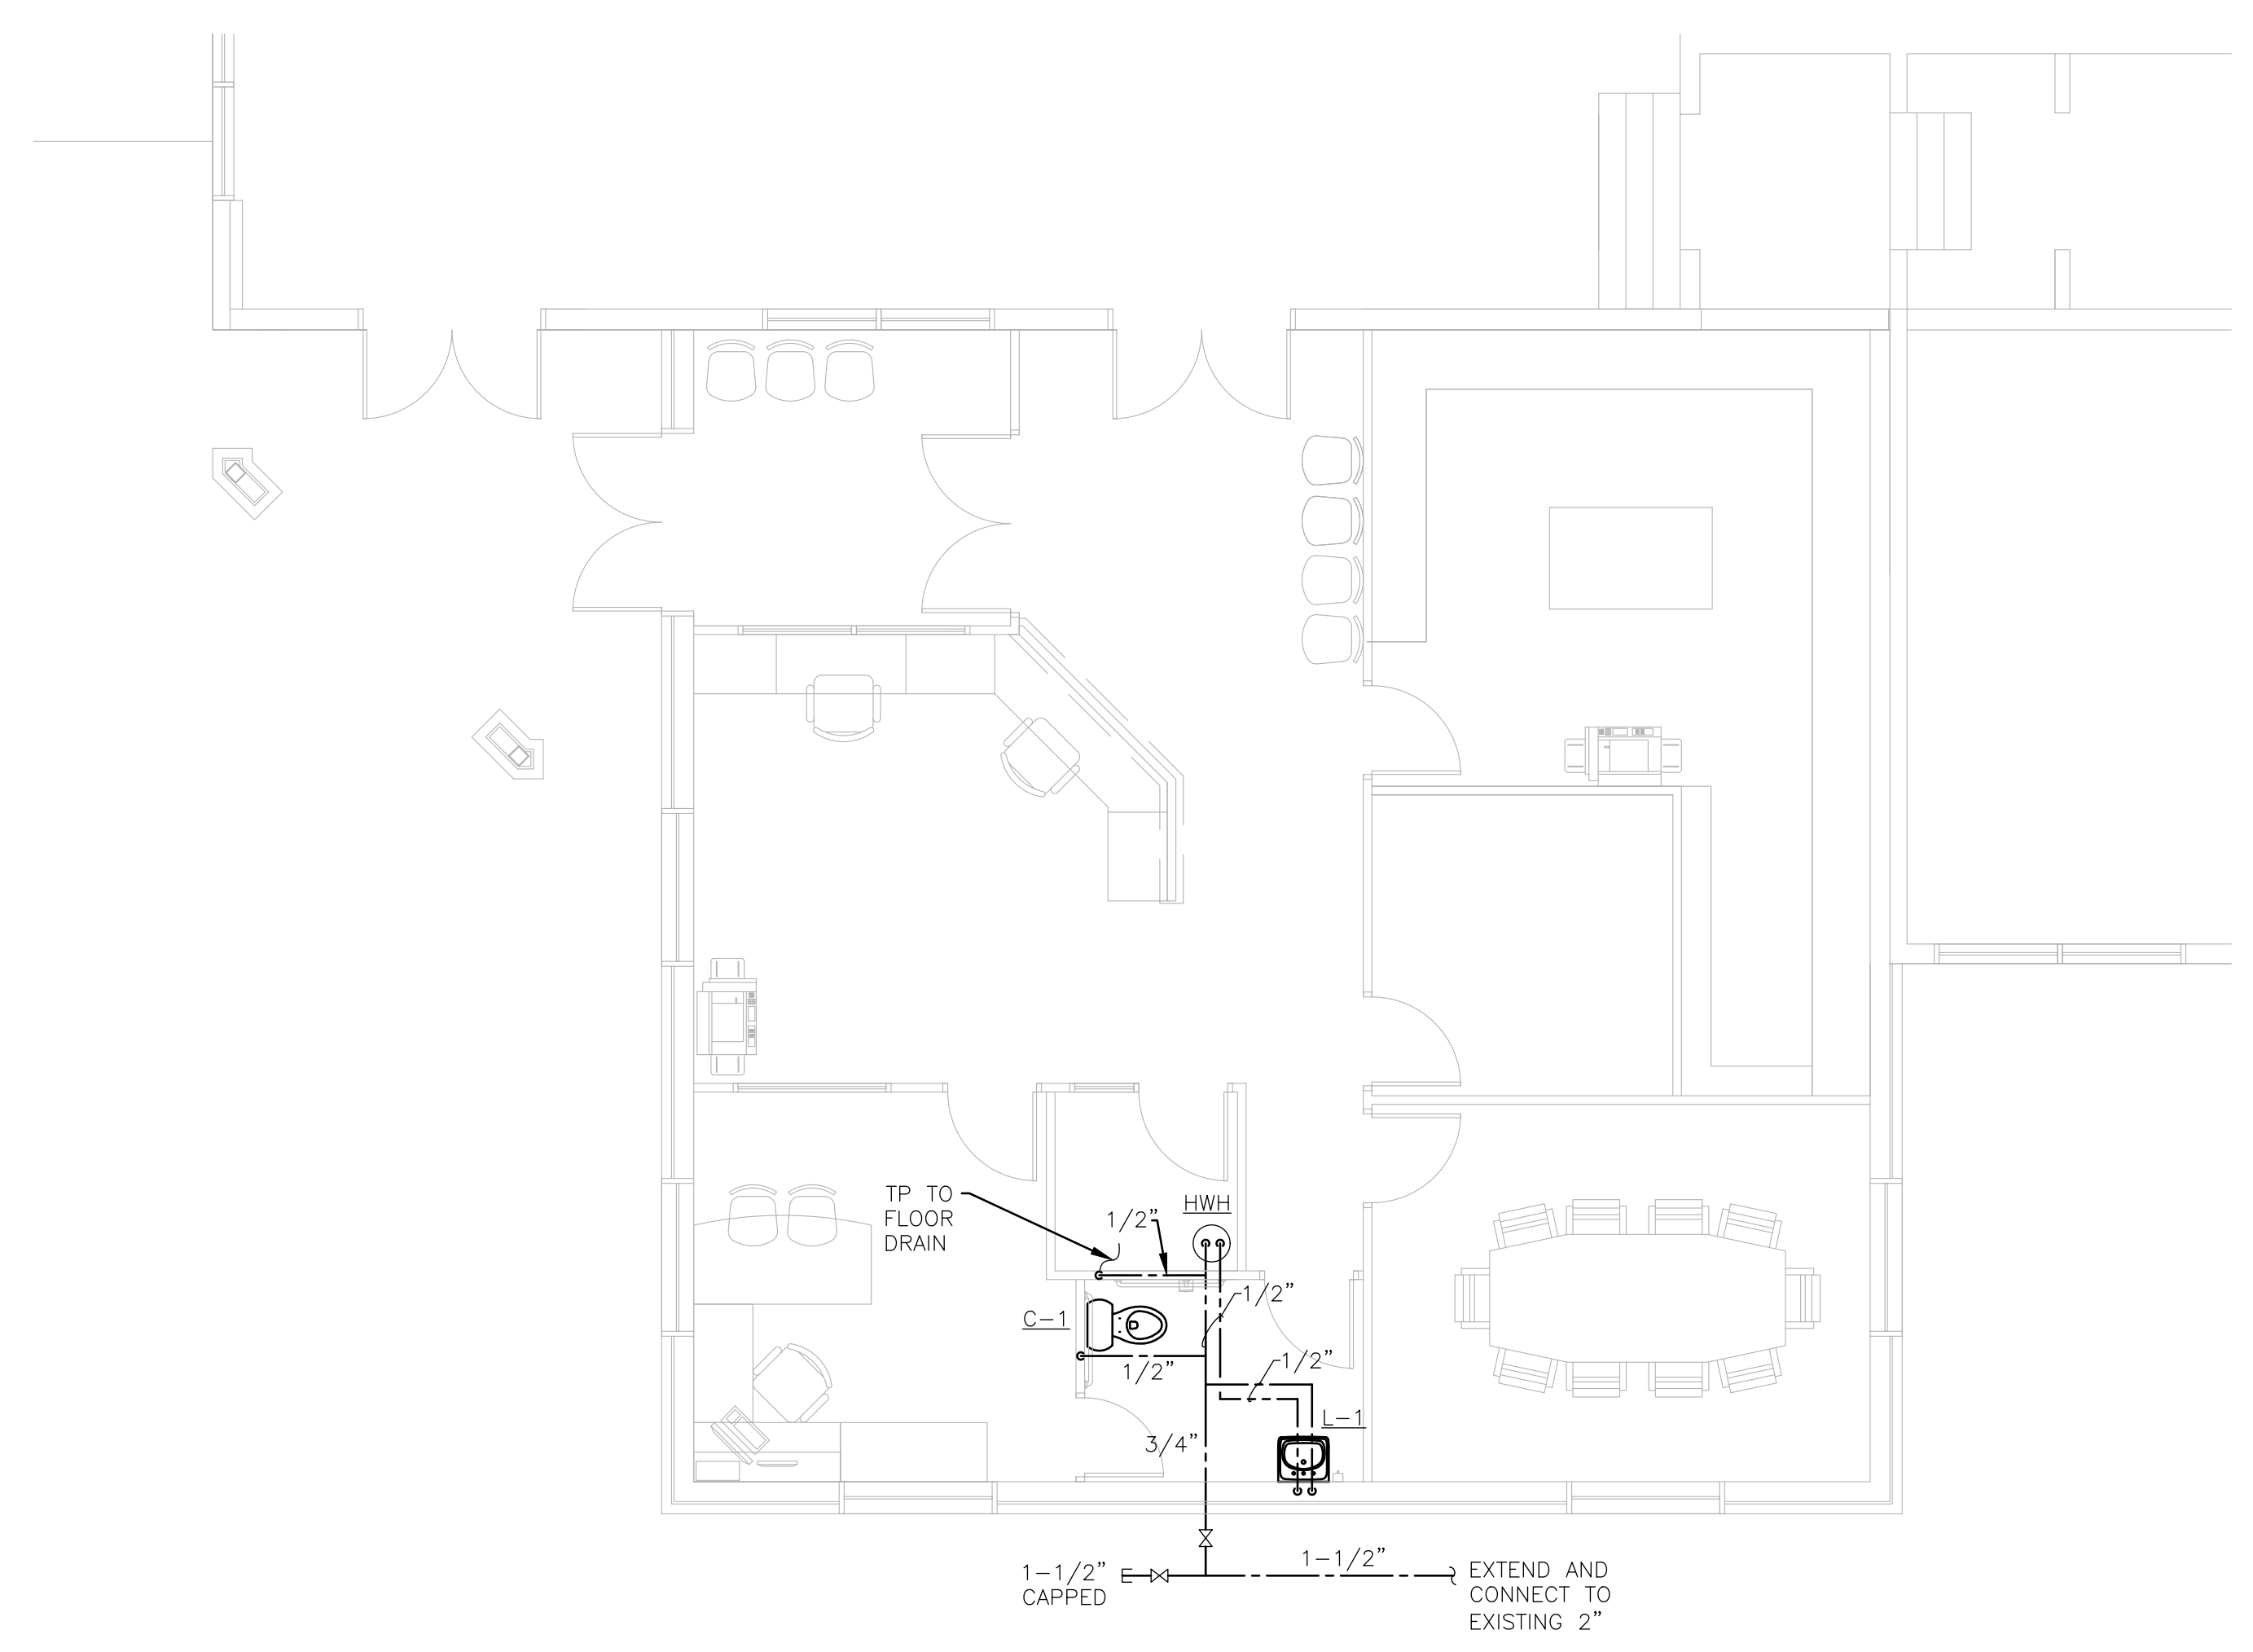 TP TO
FLOOR
DRAIN
1/2"
HWH
1/2"
C-1
1/2"
1/2"
L-1
3/4"
1-1/2"
CAPPED
1-1/2"
EXTEND AND
CONNECT TO
EXISTING 2"